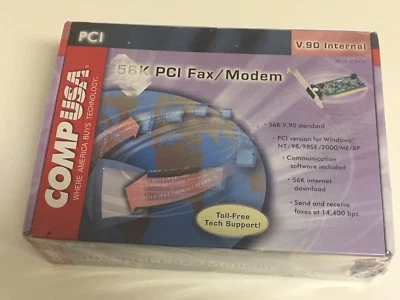 PCI
V.90 Internal
56K PCI Fax/Modem
COMPUSA
WHERE AMERICA BUYS TECHNOLOGY.
• 56K V.90 standard
• PCI version for Windows
NT/98/98SE/2000/ME/XP
• Communication
software included
• 56K internet
download
• Send and receive
faxes at 14,400 bps
Toll-Free
Tech Support!